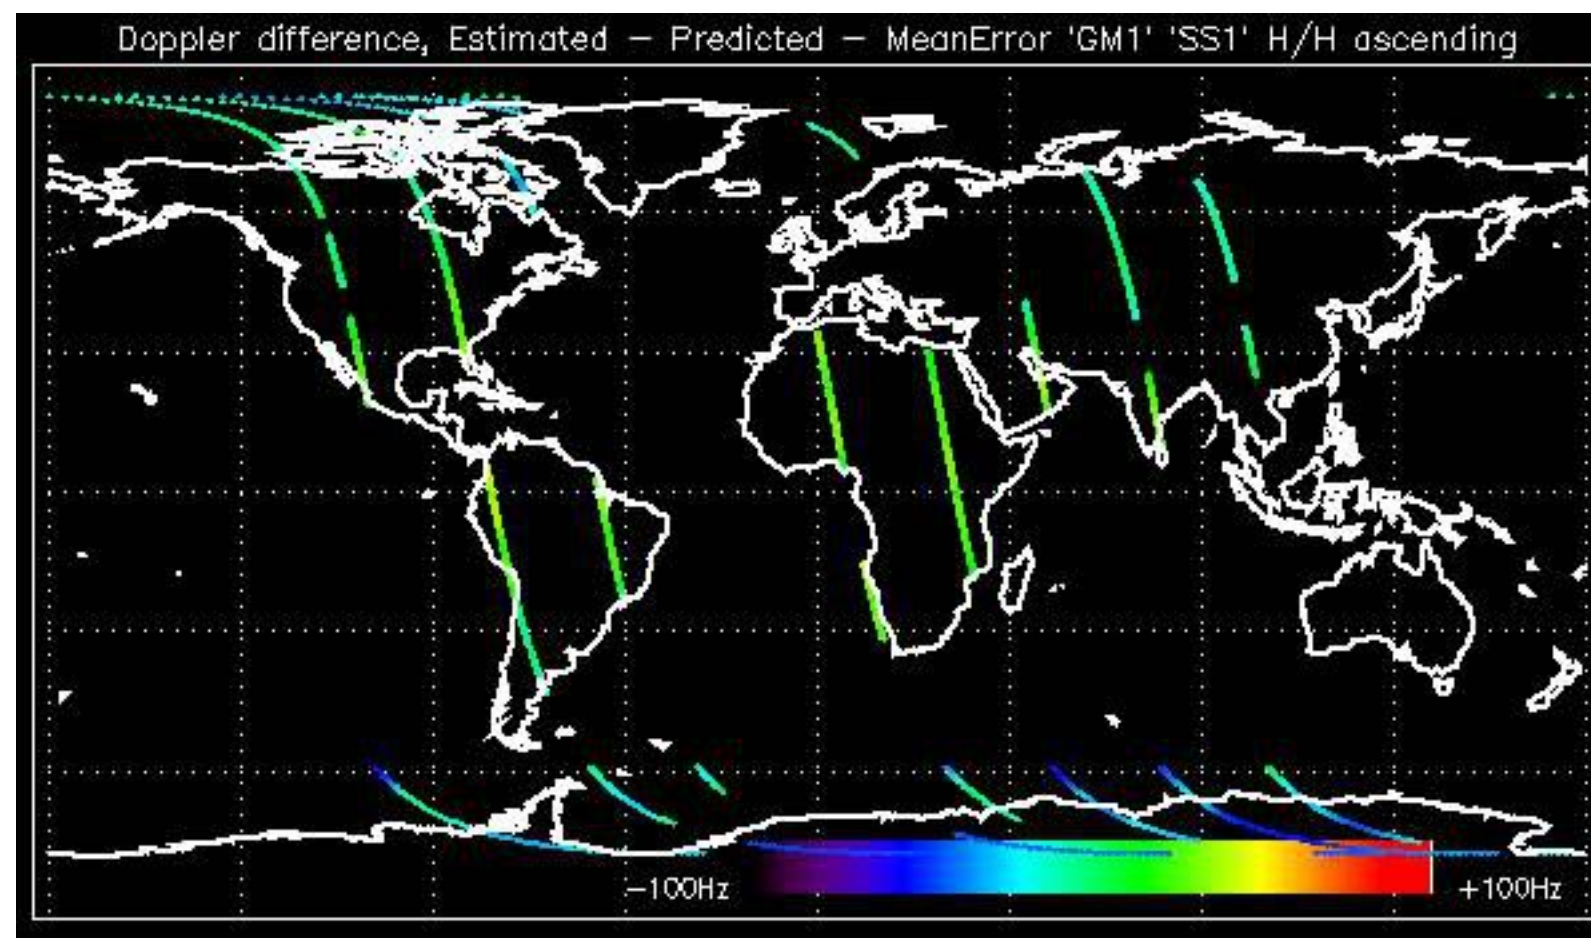 Doppler difference, Estimated – Predicted – MeanError 'GM1' 'SS1' H/H ascending
−100Hz +100Hz